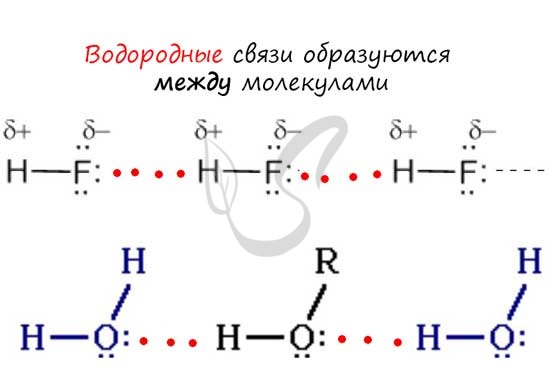 Водородные связи образуются
между молекулами
δ+ δ– δ+ δ– δ+ δ–
H—F: H—F: H—F:
H R H
H—O: H—O: H—O: